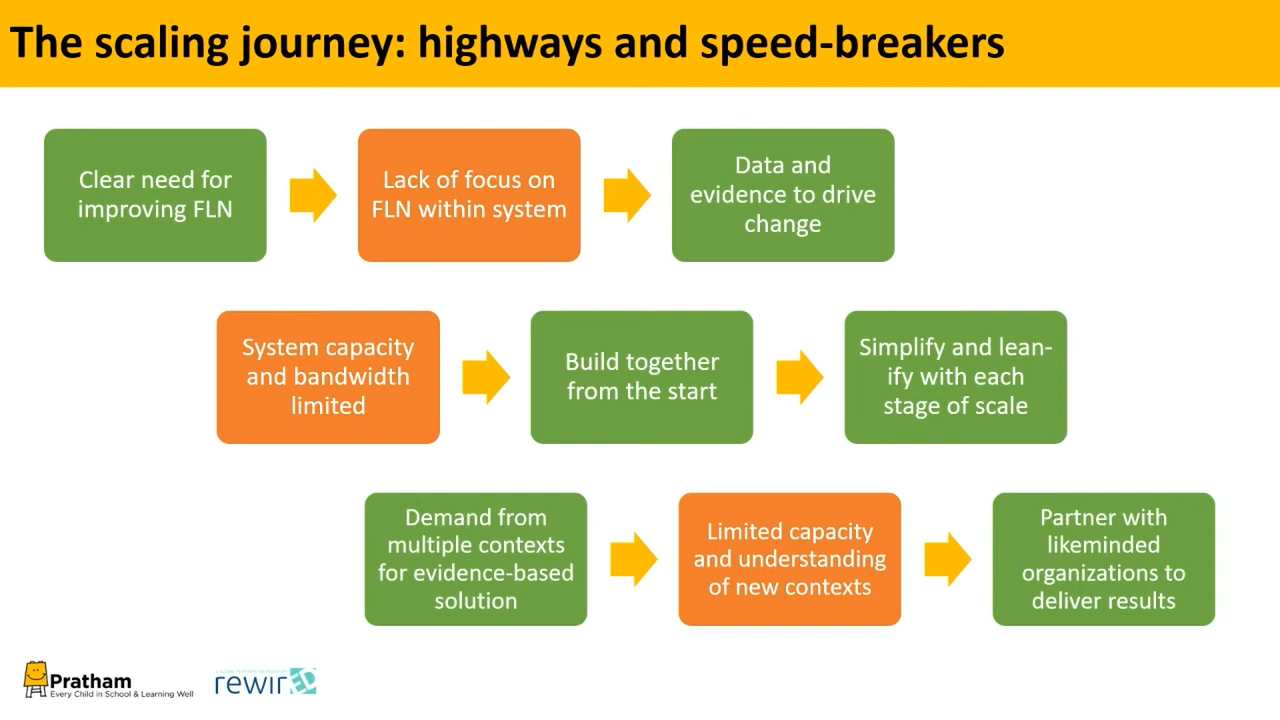 The scaling journey: highways and speed-breakers
Clear need for
improving FLN
Lack of focus on
FLN within system
Data and
evidence to drive
change
System capacity
and bandwidth
limited
Build together
from the start
Simplify and lean-
ify with each
stage of scale
Demand from
multiple contexts
for evidence-based
solution
Limited capacity
and understanding
of new contexts
Partner with
likeminded
organizations to
deliver results
Pratham
Every Child in School & Learning Well
rewirED